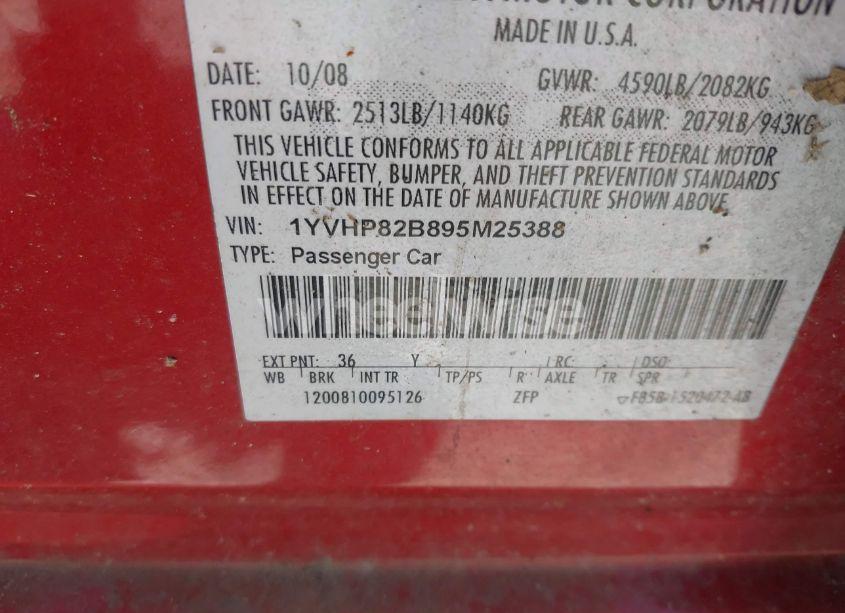 MOTOR CORPORATION
MADE IN U.S.A.
DATE: 10/08 GVWR: 4590LB/2082KG
FRONT GAWR: 2513LB/1140KG REAR GAWR: 2079LB/943KG
THIS VEHICLE CONFORMS TO ALL APPLICABLE FEDERAL MOTOR
VEHICLE SAFETY, BUMPER, AND THEFT PREVENTION STANDARDS
IN EFFECT ON THE DATE OF MANUFACTURE SHOWN ABOVE.
VIN: 1YVHP82B895M25388
TYPE: Passenger Car
wheelwise
EXT PNT: 36 Y RC: DSO:
WB BRK INT TR TP/PS R AXLE TR SPR
1200810095126 ZFP